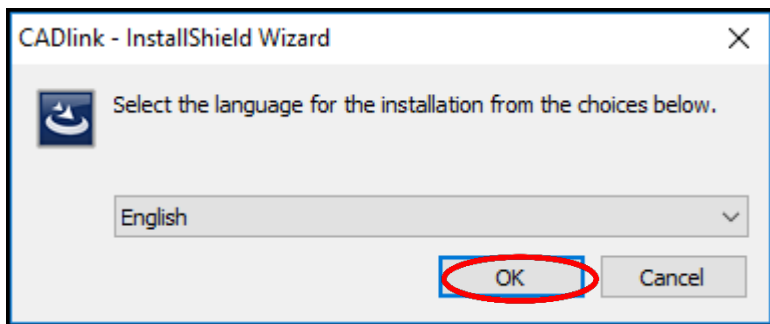 CADlink - InstallShield Wizard
Select the language for the installation from the choices below.
English
OK
Cancel